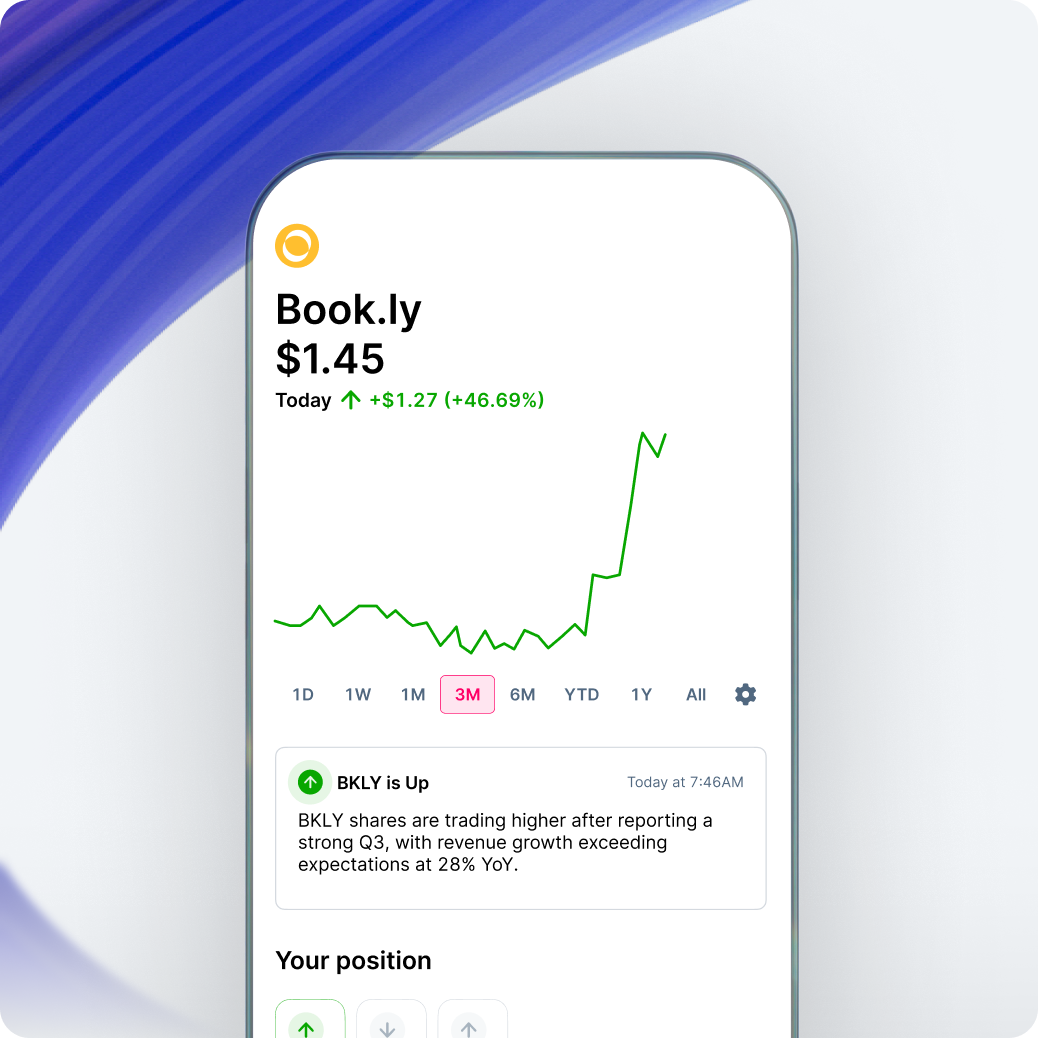 Book.ly
$1.45
Today +$1.27 (+46.69%)
1D 1W 1M 3M 6M YTD 1Y All
BKLY is Up Today at 7:46AM
BKLY shares are trading higher after reporting a
strong Q3, with revenue growth exceeding
expectations at 28% YoY.
Your position